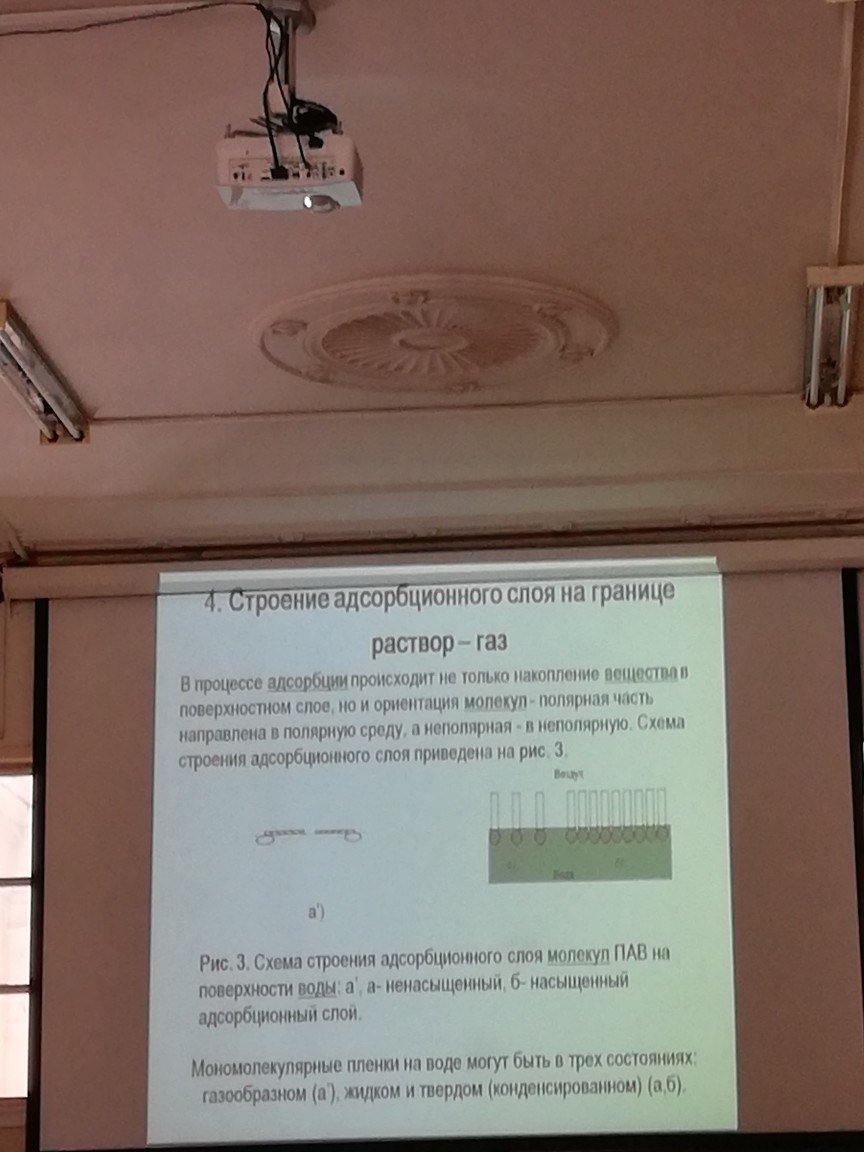 4. Строение адсорбционного слоя на границе
раствор – газ
В процессе адсорбции происходит не только накопление вещества в
поверхностном слое, но и ориентация молекул - полярная часть
направлена в полярную среду, а неполярная - в неполярную. Схема
строения адсорбционного слоя приведена на рис. 3.
Воздух
а) б)
Вода
а')
Рис. 3. Схема строения адсорбционного слоя молекул ПАВ на
поверхности воды: а', а- ненасыщенный, б- насыщенный
адсорбционный слой.
Мономолекулярные пленки на воде могут быть в трех состояниях:
газообразном (а'), жидком и твердом (конденсированном) (а,б).